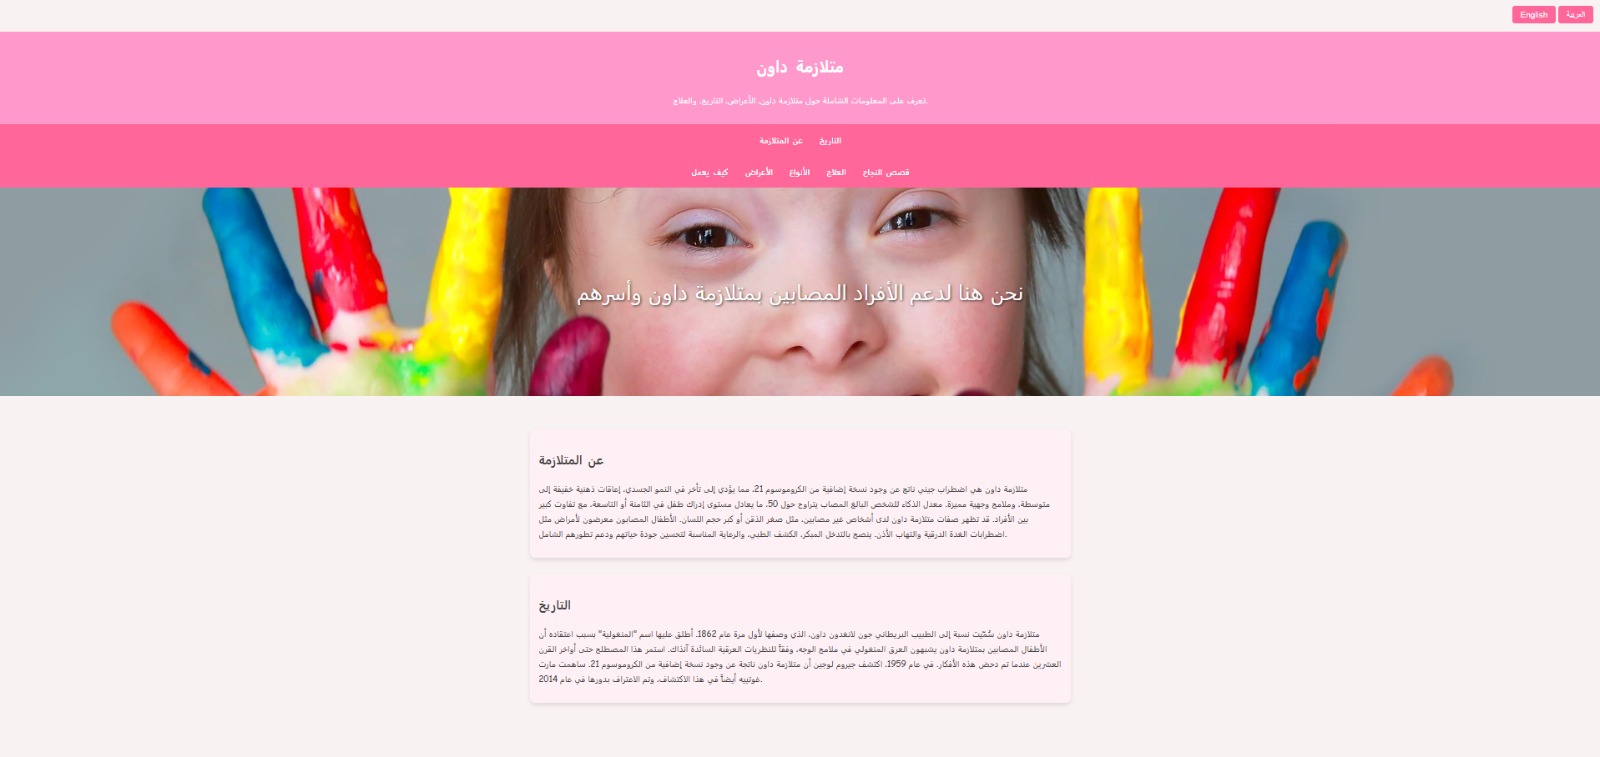 English
العربية
متلازمة داون
تعرف على المعلومات الشاملة حول متلازمة داون، الأعراض، التاريخ، والعلاج.
عن المتلازمة
التاريخ
كيف يعمل
الأعراض
الأنواع
العلاج
قصص النجاح
نحن هنا لدعم الأفراد المصابين بمتلازمة داون وأسرهم
عن المتلازمة
متلازمة داون هي اضطراب جيني ناتج عن وجود نسخة إضافية من الكروموسوم 21، مما يؤدي إلى تأخر في النمو الجسدي، إعاقات ذهنية خفيفة إلى
متوسطة، وملامح وجهية مميزة. معدل الذكاء للشخص البالغ المصاب يتراوح حول 50، ما يعادل مستوى إدراك طفل في الثامنة أو التاسعة، مع تفاوت كبير
بين الأفراد. قد تظهر صفات متلازمة داون لدى أشخاص غير مصابين، مثل صغر الذقن أو كبر حجم اللسان. الأطفال المصابون معرضون لأمراض مثل
اضطرابات الغدة الدرقية والتهاب الأذن. ينصح بالتدخل المبكر، الكشف الطبي، والرعاية المناسبة لتحسين جودة حياتهم ودعم تطورهم الشامل.
التاريخ
متلازمة داون سُمّيت نسبة إلى الطبيب البريطاني جون لانغدون داون، الذي وصفها لأول مرة عام 1862. أطلق عليها اسم "المنغولية" بسبب اعتقاده أن
الأطفال المصابين بمتلازمة داون يشبهون العرق المنغولي في ملامح الوجه، وفقاً للنظريات العرقية السائدة آنذاك. استمر هذا المصطلح حتى أواخر القرن
العشرين عندما تم دحض هذه الأفكار. في عام 1959، اكتشف جيروم لوجين أن متلازمة داون ناتجة عن وجود نسخة إضافية من الكروموسوم 21. ساهمت مارت
غوتييه أيضاً في هذا الاكتشاف، وتم الاعتراف بدورها في عام 2014.